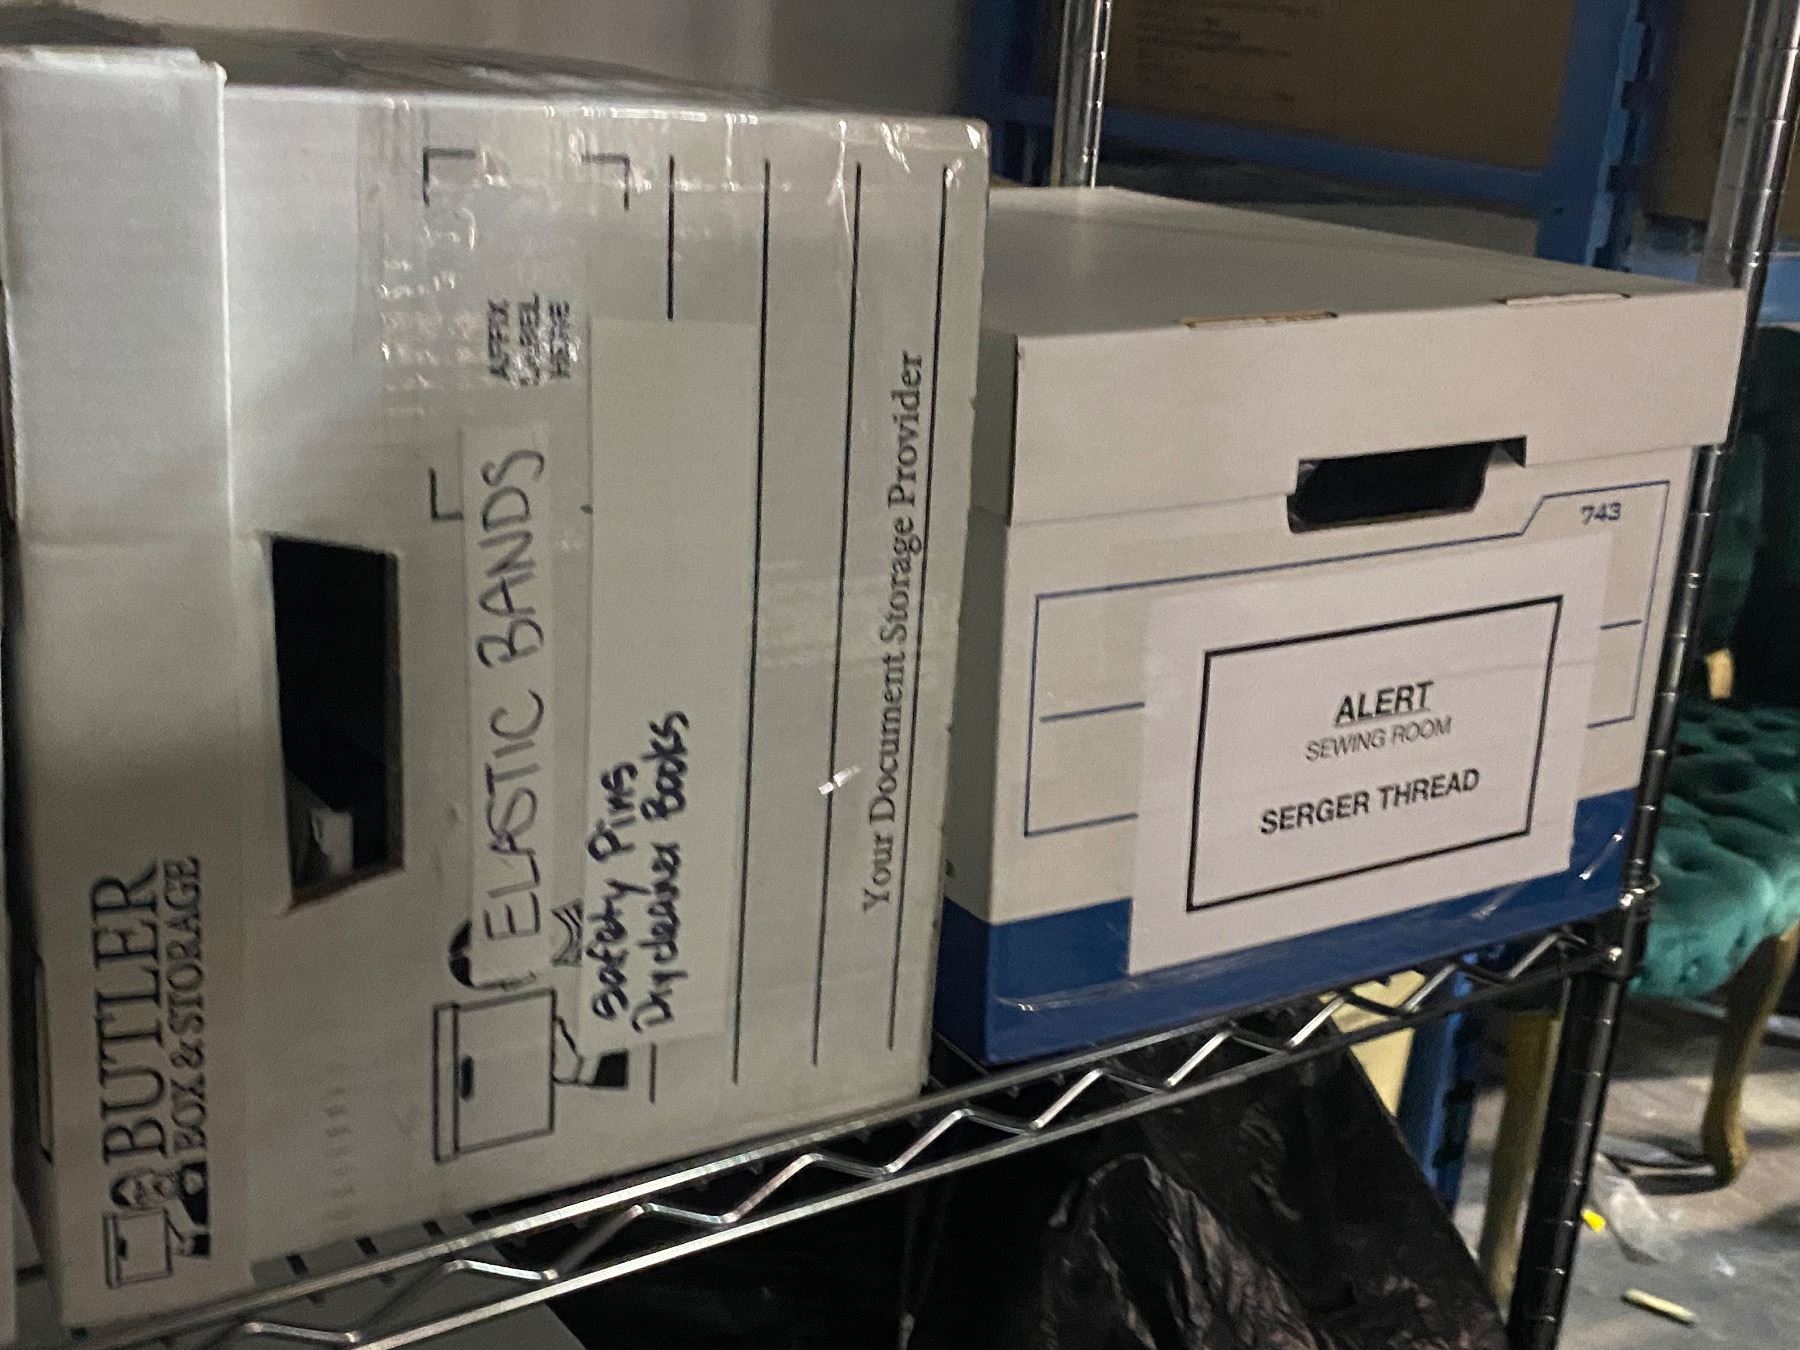 BUTLER
BOX & STORAGE
AFFIX
LABEL
HERE
ELASTIC BANDS
Safety Pins
Drycleaner Books
Your Document Storage Provider
743
ALERT
SEWING ROOM
SERGER THREAD